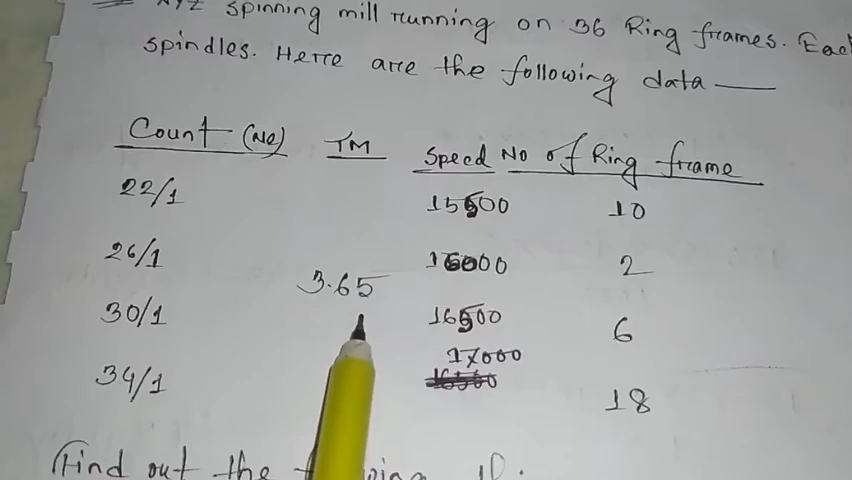 XYZ spinning mill running on 36 Ring frames. Each
spindles. Here are the following data —
Count (Ne) TM Speed No of Ring frame
22/1 15500 10
26/1 16000 2
3.65
30/1 16500 6
17000
34/1 18
Find out the